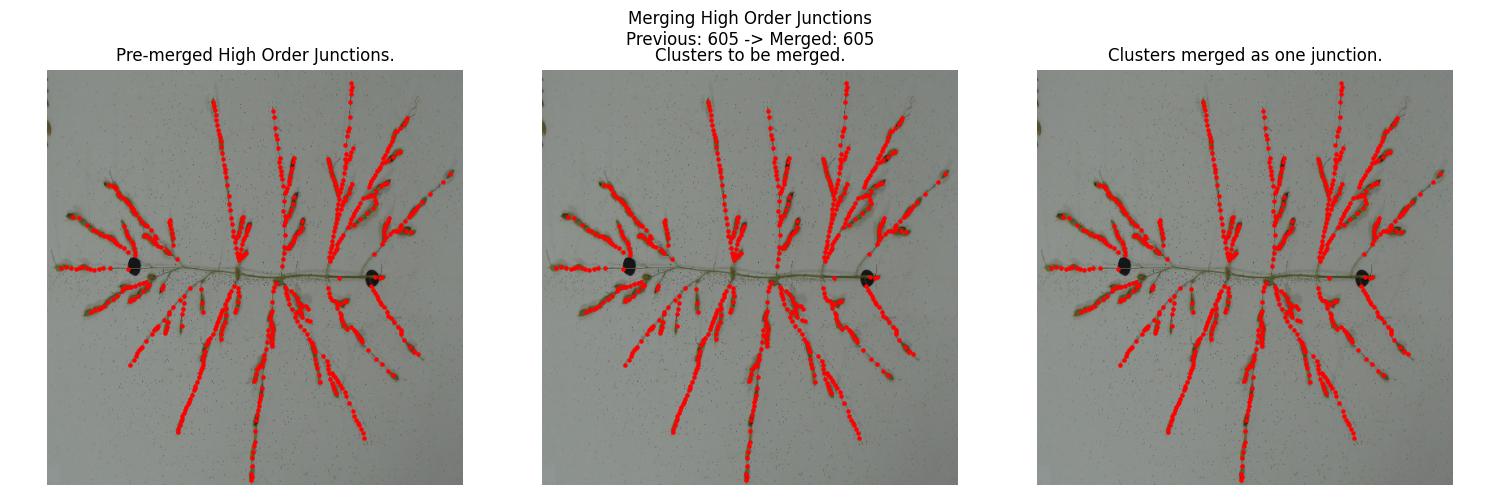 Merging High Order Junctions
Previous: 605 -> Merged: 605
Pre-merged High Order Junctions.
Clusters to be merged.
Clusters merged as one junction.